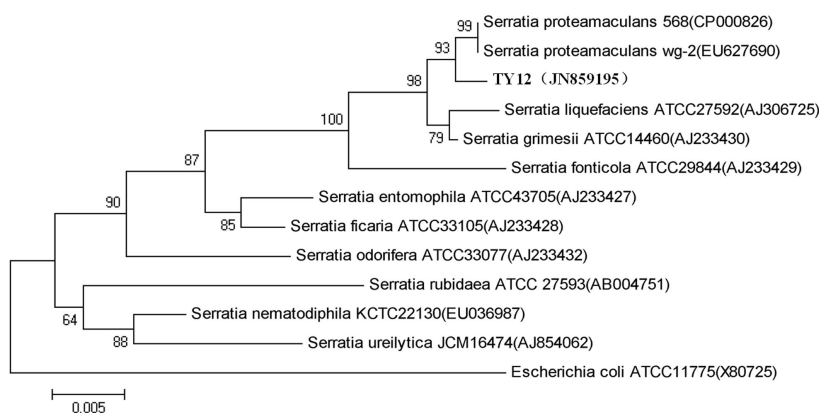 99
Serratia proteamaculans 568(CP000826)
93
Serratia proteamaculans wg-2(EU627690)
98
TY12（JN859195）
Serratia liquefaciens ATCC27592(AJ306725)
100
79
Serratia grimesii ATCC14460(AJ233430)
87
Serratia fonticola ATCC29844(AJ233429)
90
Serratia entomophila ATCC43705(AJ233427)
85
Serratia ficaria ATCC33105(AJ233428)
Serratia odorifera ATCC33077(AJ233432)
Serratia rubidaea ATCC 27593(AB004751)
64
Serratia nematodiphila KCTC22130(EU036987)
88
Serratia ureilytica JCM16474(AJ854062)
Escherichia coli ATCC11775(X80725)
0.005